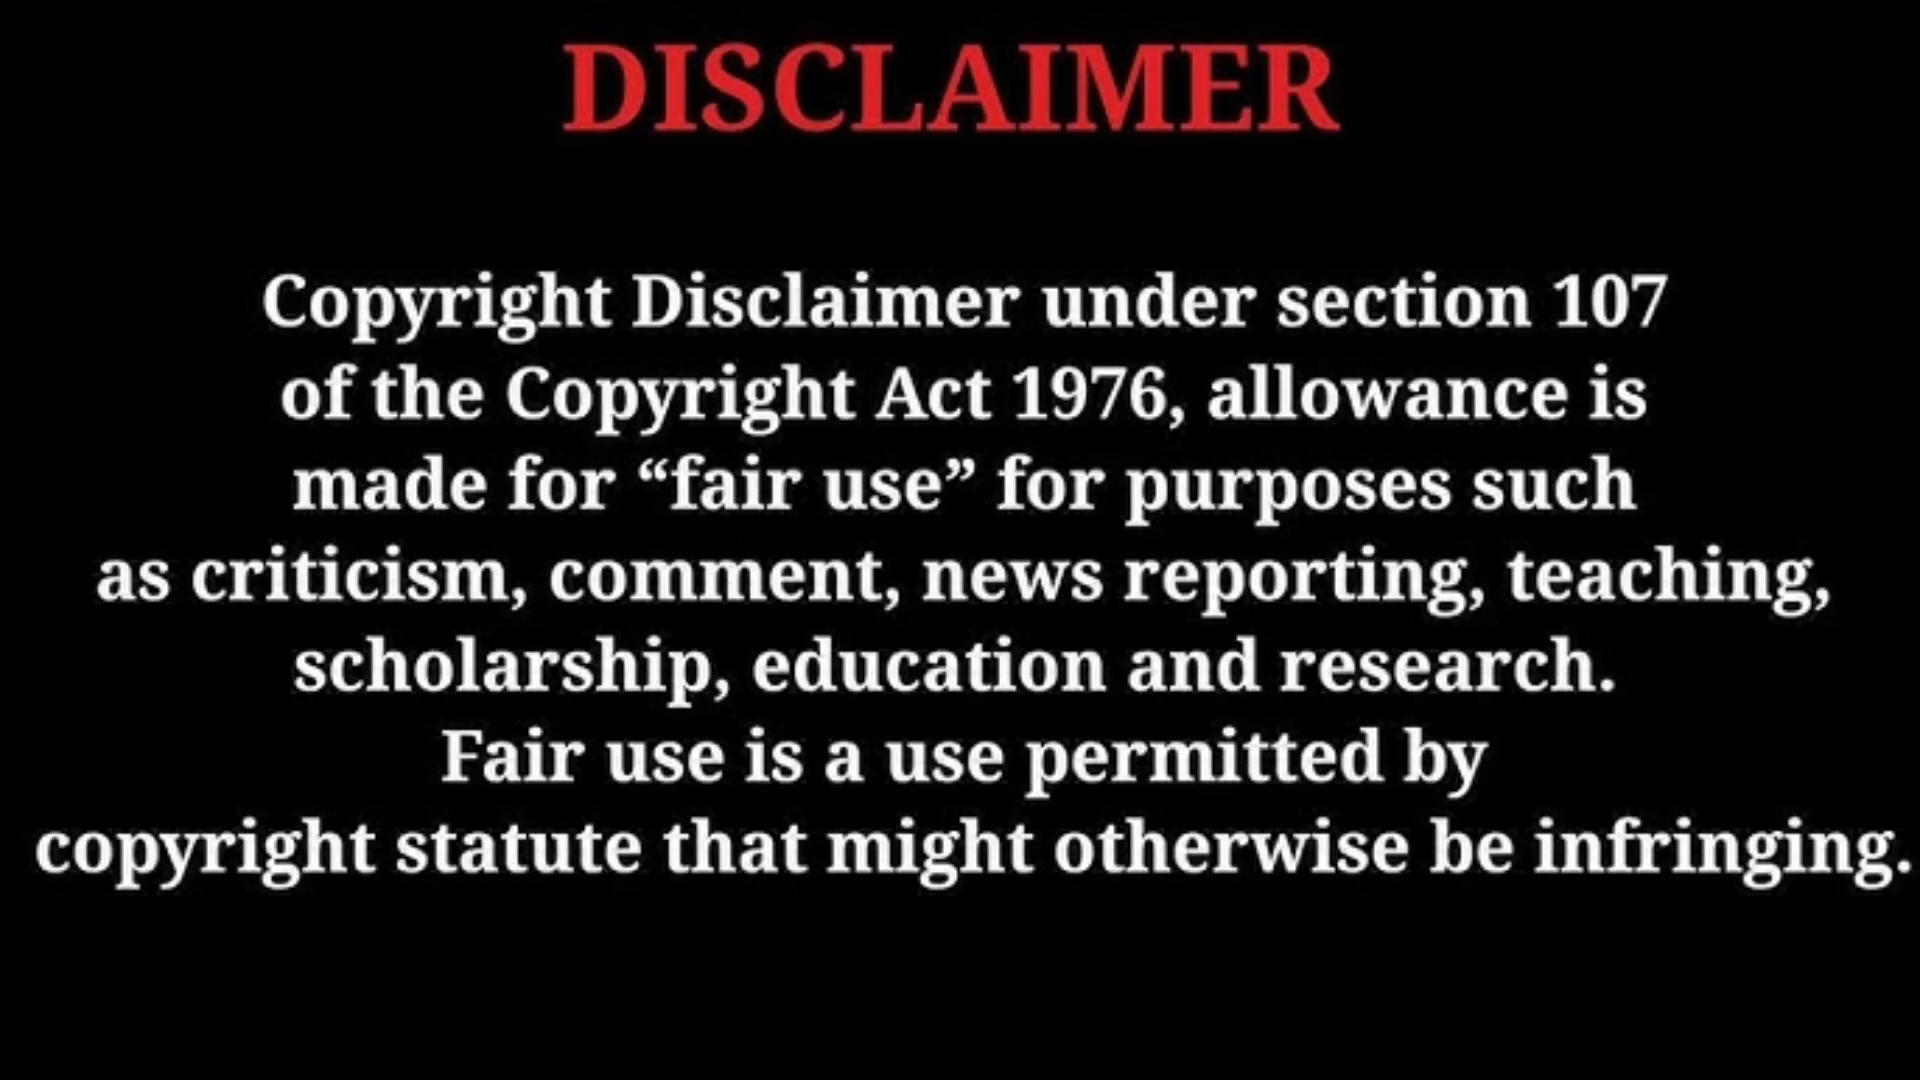 DISCLAIMER
Copyright Disclaimer under section 107
of the Copyright Act 1976, allowance is
made for “fair use” for purposes such
as criticism, comment, news reporting, teaching,
scholarship, education and research.
Fair use is a use permitted by
copyright statute that might otherwise be infringing.